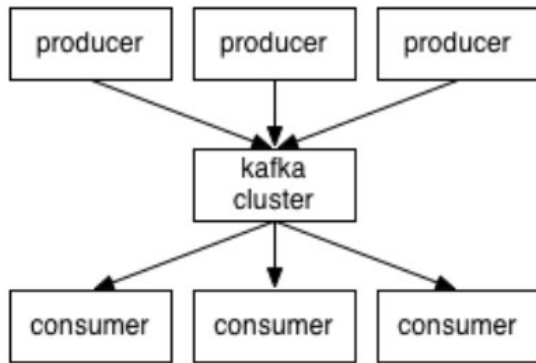 producer
producer
producer
kafka
cluster
consumer
consumer
consumer